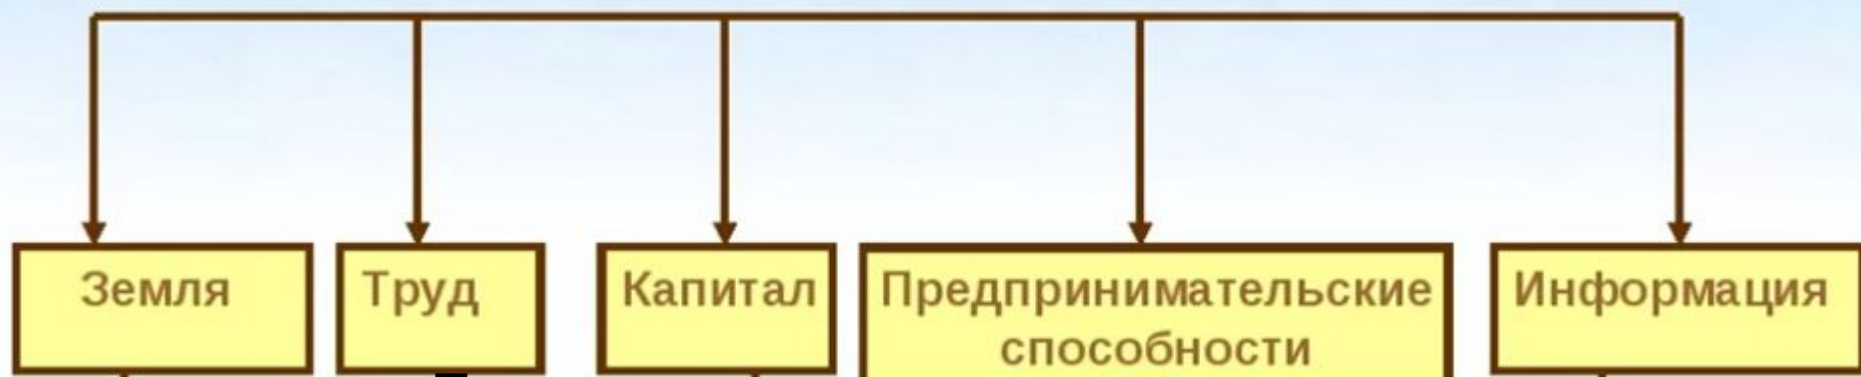 Земля
Труд
Капитал
Предпринимательские
способности
Информация